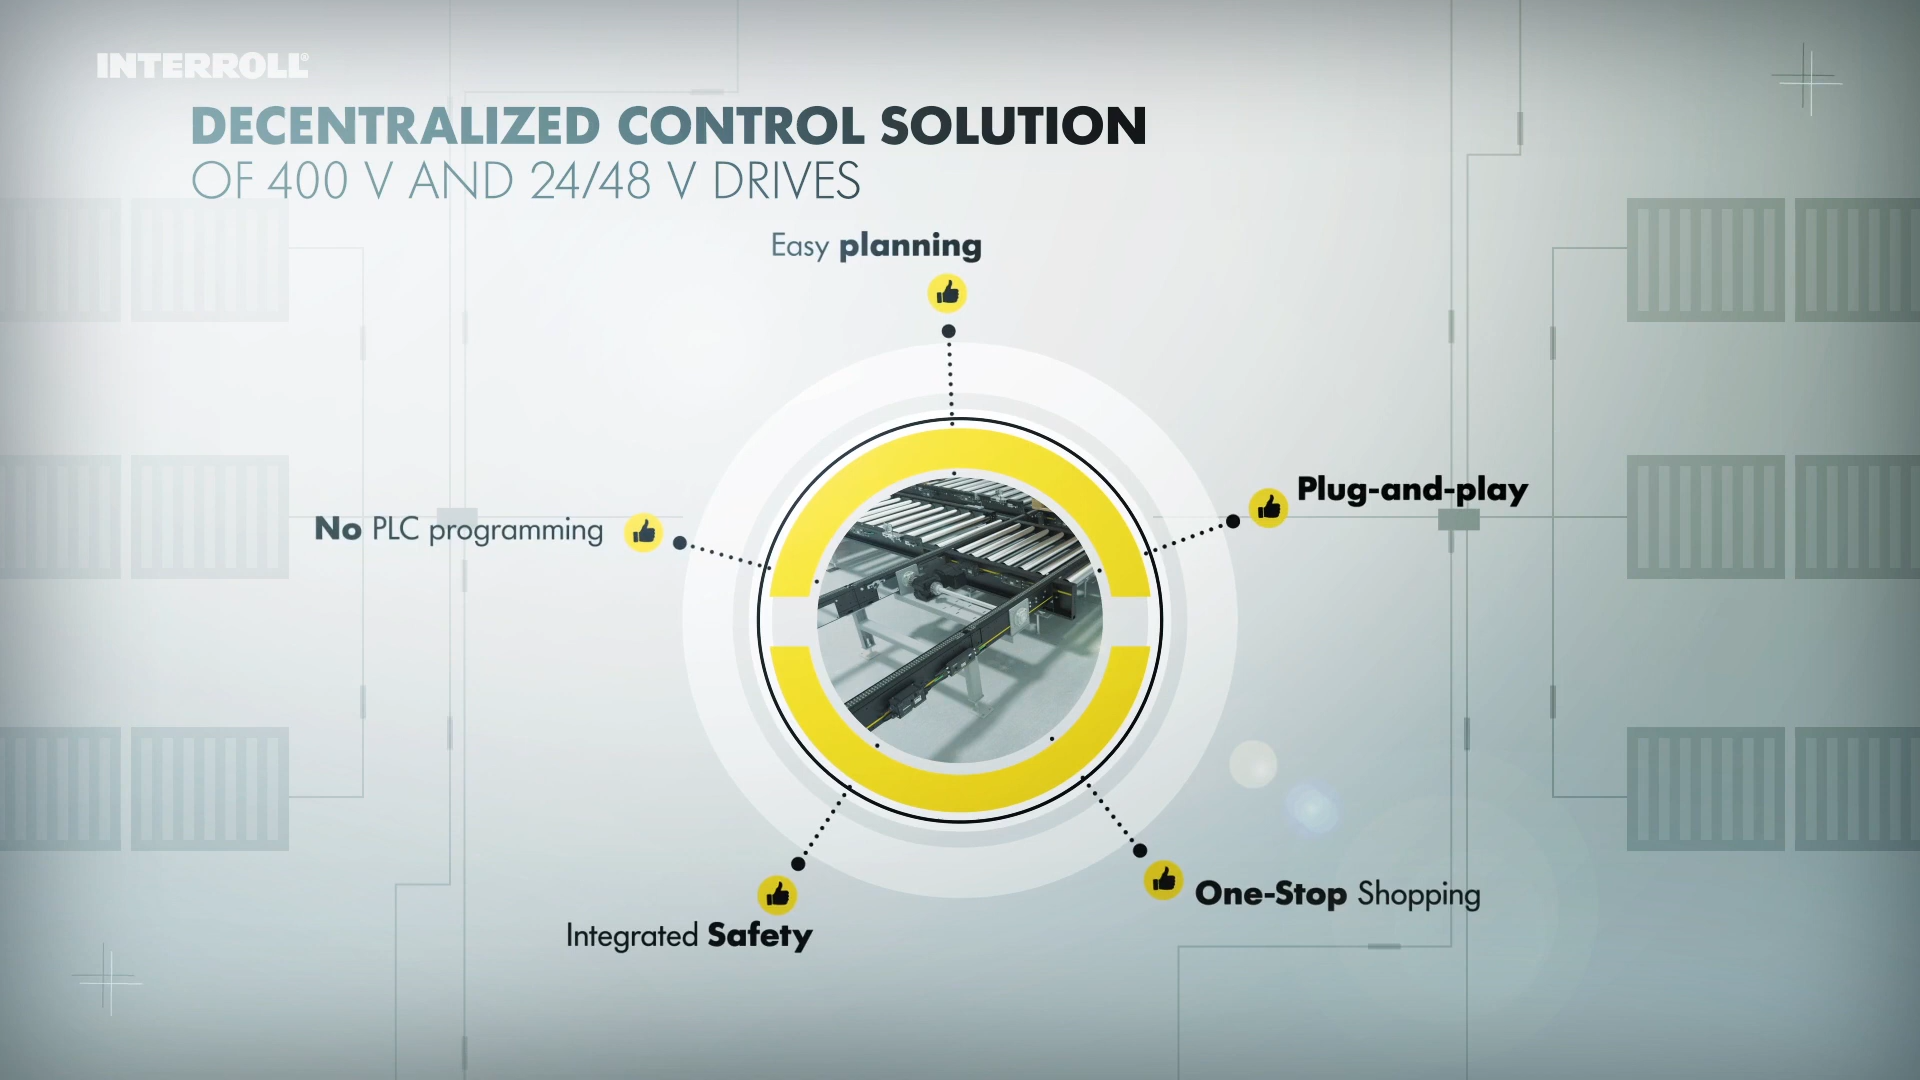 INTERROLL®
DECENTRALIZED CONTROL SOLUTION
OF 400 V AND 24/48 V DRIVES
Easy planning
Plug-and-play
No PLC programming
One-Stop Shopping
Integrated Safety